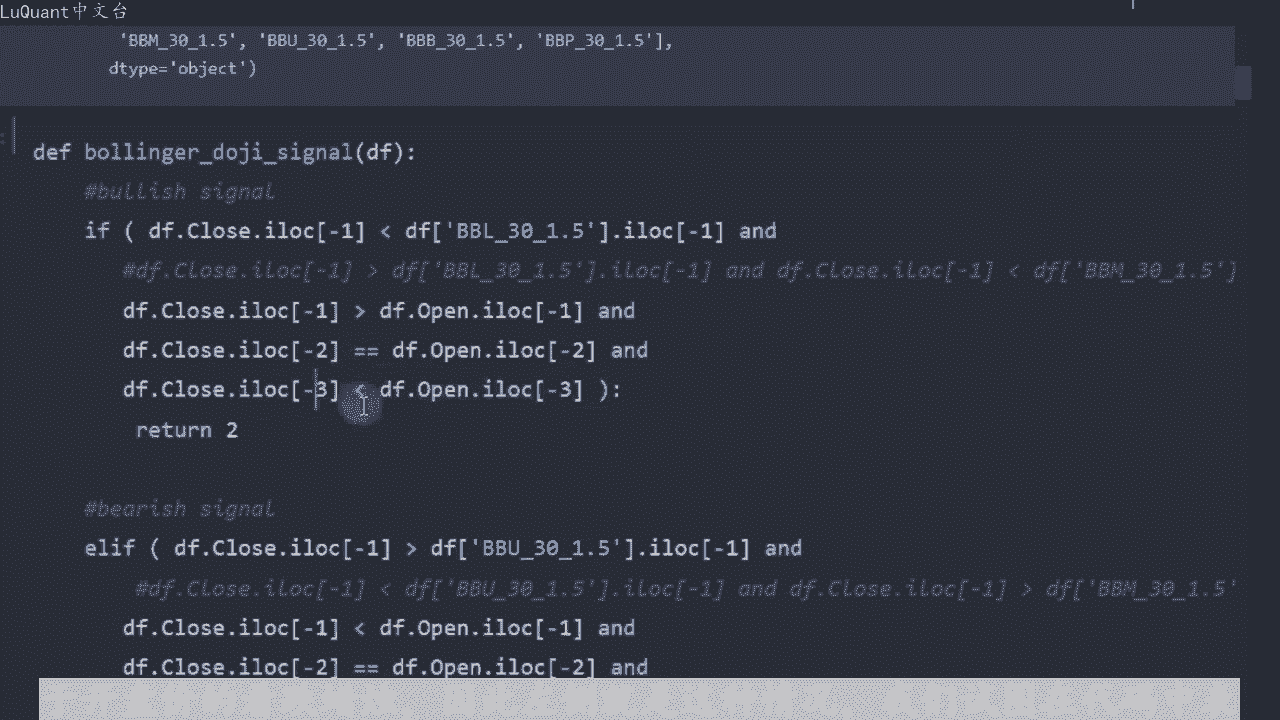 LuQuant中文台
'BBM_30_1.5', 'BBU_30_1.5', 'BBB_30_1.5', 'BBP_30_1.5'],
dtype='object')
def bollinger_doji_signal(df):
#bullish signal
if ( df.Close.iloc[-1] < df['BBL_30_1.5'].iloc[-1] and
#df.Close.iloc[-1] > df['BBL_30_1.5'].iloc[-1] and df.Close.iloc[-1] < df['BBM_30_1.5']
df.Close.iloc[-1] > df.Open.iloc[-1] and
df.Close.iloc[-2] == df.Open.iloc[-2] and
df.Close.iloc[-3] < df.Open.iloc[-3] ):
return 2
#bearish signal
elif ( df.Close.iloc[-1] > df['BBU_30_1.5'].iloc[-1] and
#df.Close.iloc[-1] < df['BBU_30_1.5'].iloc[-1] and df.Close.iloc[-1] > df['BBM_30_1.5'
df.Close.iloc[-1] < df.Open.iloc[-1] and
df.Close.iloc[-2] == df.Open.iloc[-2] and